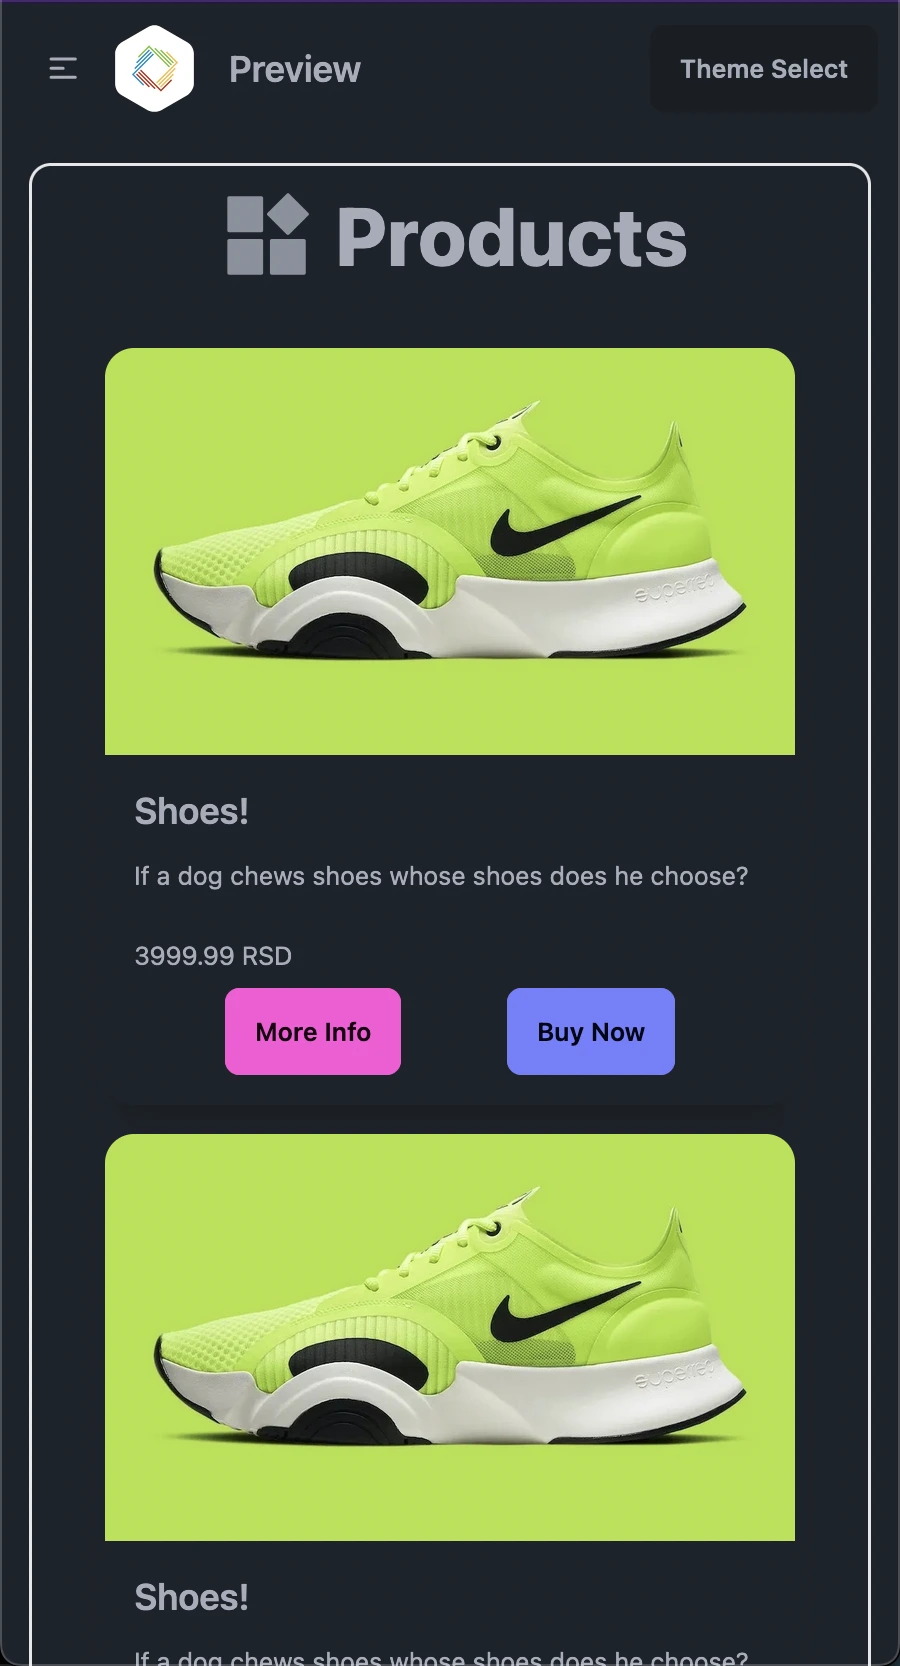 Preview
Theme Select
Products
Shoes!
If a dog chews shoes whose shoes does he choose?
3999.99 RSD
More Info
Buy Now
Shoes!
If a dog chews shoes whose shoes does he choose?